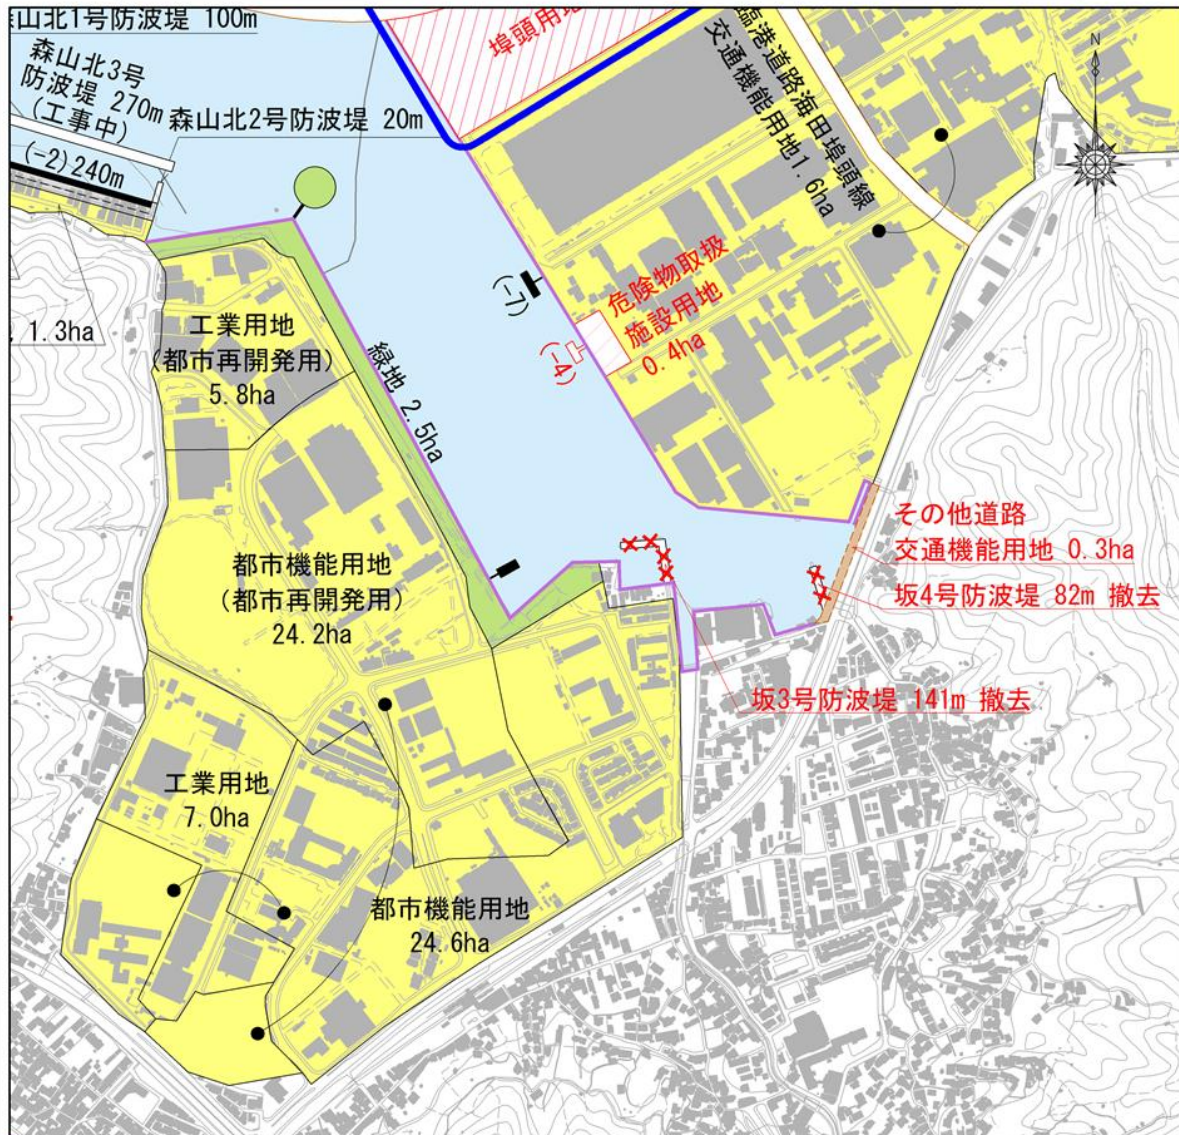 森山北1号防波堤 100m
森山北3号
防波堤 270m
(工事中)
森山北2号防波堤 20m
(-2)240m
埠頭用地
臨港道路海田埠頭線
交通機能用地1.6ha
N
(-7)
(-4)
危険物取扱
施設用地
0.4ha
1.3ha
工業用地
(都市再開発用)
5.8ha
緑地 2.5ha
都市機能用地
(都市再開発用)
24.2ha
その他道路
交通機能用地 0.3ha
坂4号防波堤 82m 撤去
坂3号防波堤 141m 撤去
工業用地
7.0ha
都市機能用地
24.6ha